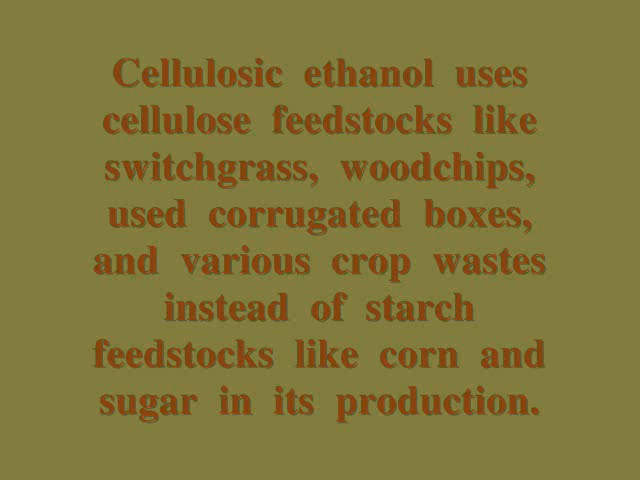 Cellulosic ethanol uses
cellulose feedstocks like
switchgrass, woodchips,
used corrugated boxes,
and various crop wastes
instead of starch
feedstocks like corn and
sugar in its production.